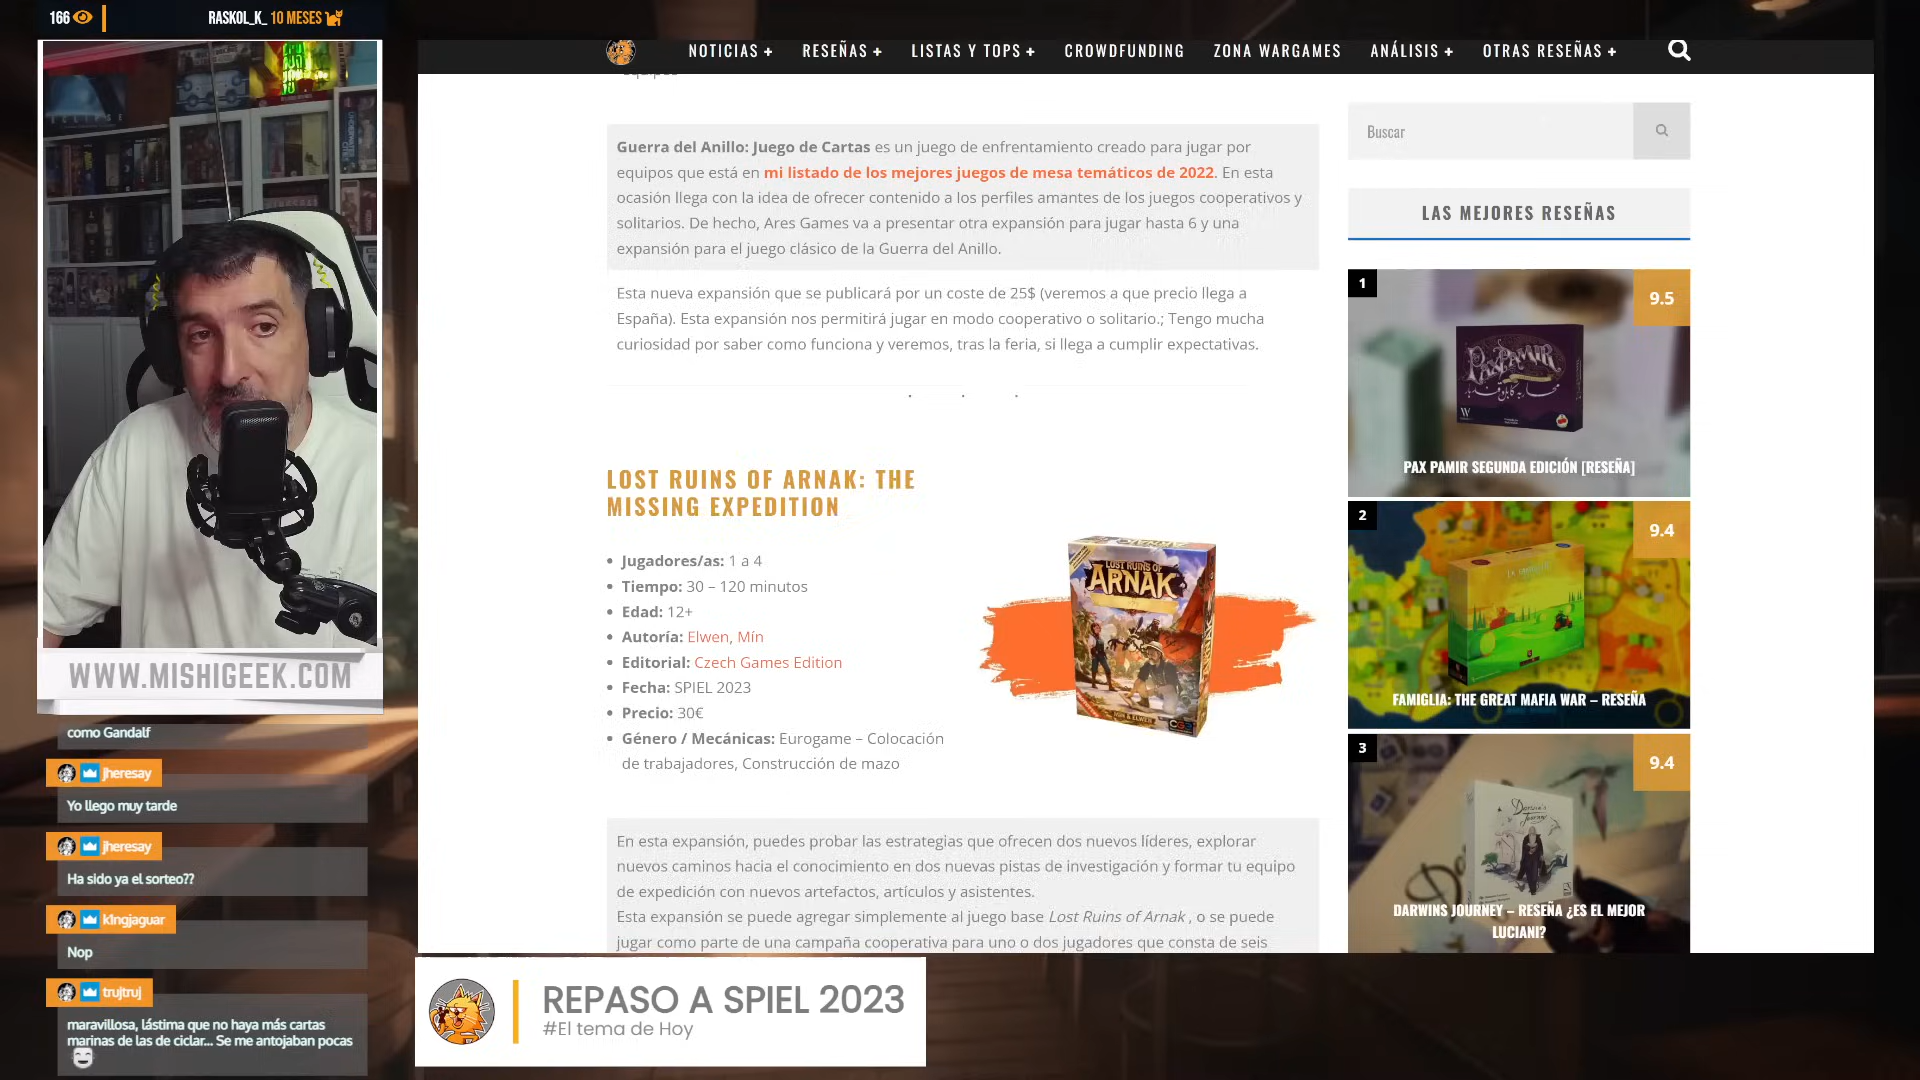 166
RASKOL_K_ 10 MESES
NOTICIAS +
RESEÑAS +
LISTAS Y TOPS +
CROWDFUNDING
ZONA WARGAMES
ANÁLISIS +
OTRAS RESEÑAS +
ECLIPSE
WWW.MISHIGEEK.COM
como Gandalf
jheresay
Yo llego muy tarde
jheresay
Ha sido ya el sorteo??
k1ngjaguar
Nop
trujtruj
maravillosa, lástima que no haya más cartas
marinas de las de ciclar... Se me antojaban pocas
Guerra del Anillo: Juego de Cartas es un juego de enfrentamiento creado para jugar por
equipos que está en mi listado de los mejores juegos de mesa temáticos de 2022. En esta
ocasión llega con la idea de ofrecer contenido a los perfiles amantes de los juegos cooperativos y
solitarios. De hecho, Ares Games va a presentar otra expansión para jugar hasta 6 y una
expansión para el juego clásico de la Guerra del Anillo.
Esta nueva expansión que se publicará por un coste de 25$ (veremos a que precio llega a
España). Esta expansión nos permitirá jugar en modo cooperativo o solitario.; Tengo mucha
curiosidad por saber como funciona y veremos, tras la feria, si llega a cumplir expectativas.
LOST RUINS OF ARNAK: THE
MISSING EXPEDITION
• Jugadores/as: 1 a 4
• Tiempo: 30 – 120 minutos
• Edad: 12+
• Autoría: Elwen, Mín
• Editorial: Czech Games Edition
• Fecha: SPIEL 2023
• Precio: 30€
• Género / Mecánicas: Eurogame – Colocación
de trabajadores, Construcción de mazo
LOST RUINS OF
ARNAK
MIN & ELWEN
CGE
En esta expansión, puedes probar las estrategias que ofrecen dos nuevos líderes, explorar
nuevos caminos hacia el conocimiento en dos nuevas pistas de investigación y formar tu equipo
de expedición con nuevos artefactos, artículos y asistentes.
Esta expansión se puede agregar simplemente al juego base Lost Ruins of Arnak , o se puede
jugar como parte de una campaña cooperativa para uno o dos jugadores que consta de seis
Buscar
LAS MEJORES RESEÑAS
1
9.5
PAX PAMIR
PAX PAMIR SEGUNDA EDICIÓN [RESEÑA]
2
9.4
FAMIGLIA: THE GREAT MAFIA WAR – RESEÑA
3
9.4
Darwin's
Journey
DARWINS JOURNEY – RESEÑA ¿ES EL MEJOR
LUCIANI?
REPASO A SPIEL 2023
#El tema de Hoy